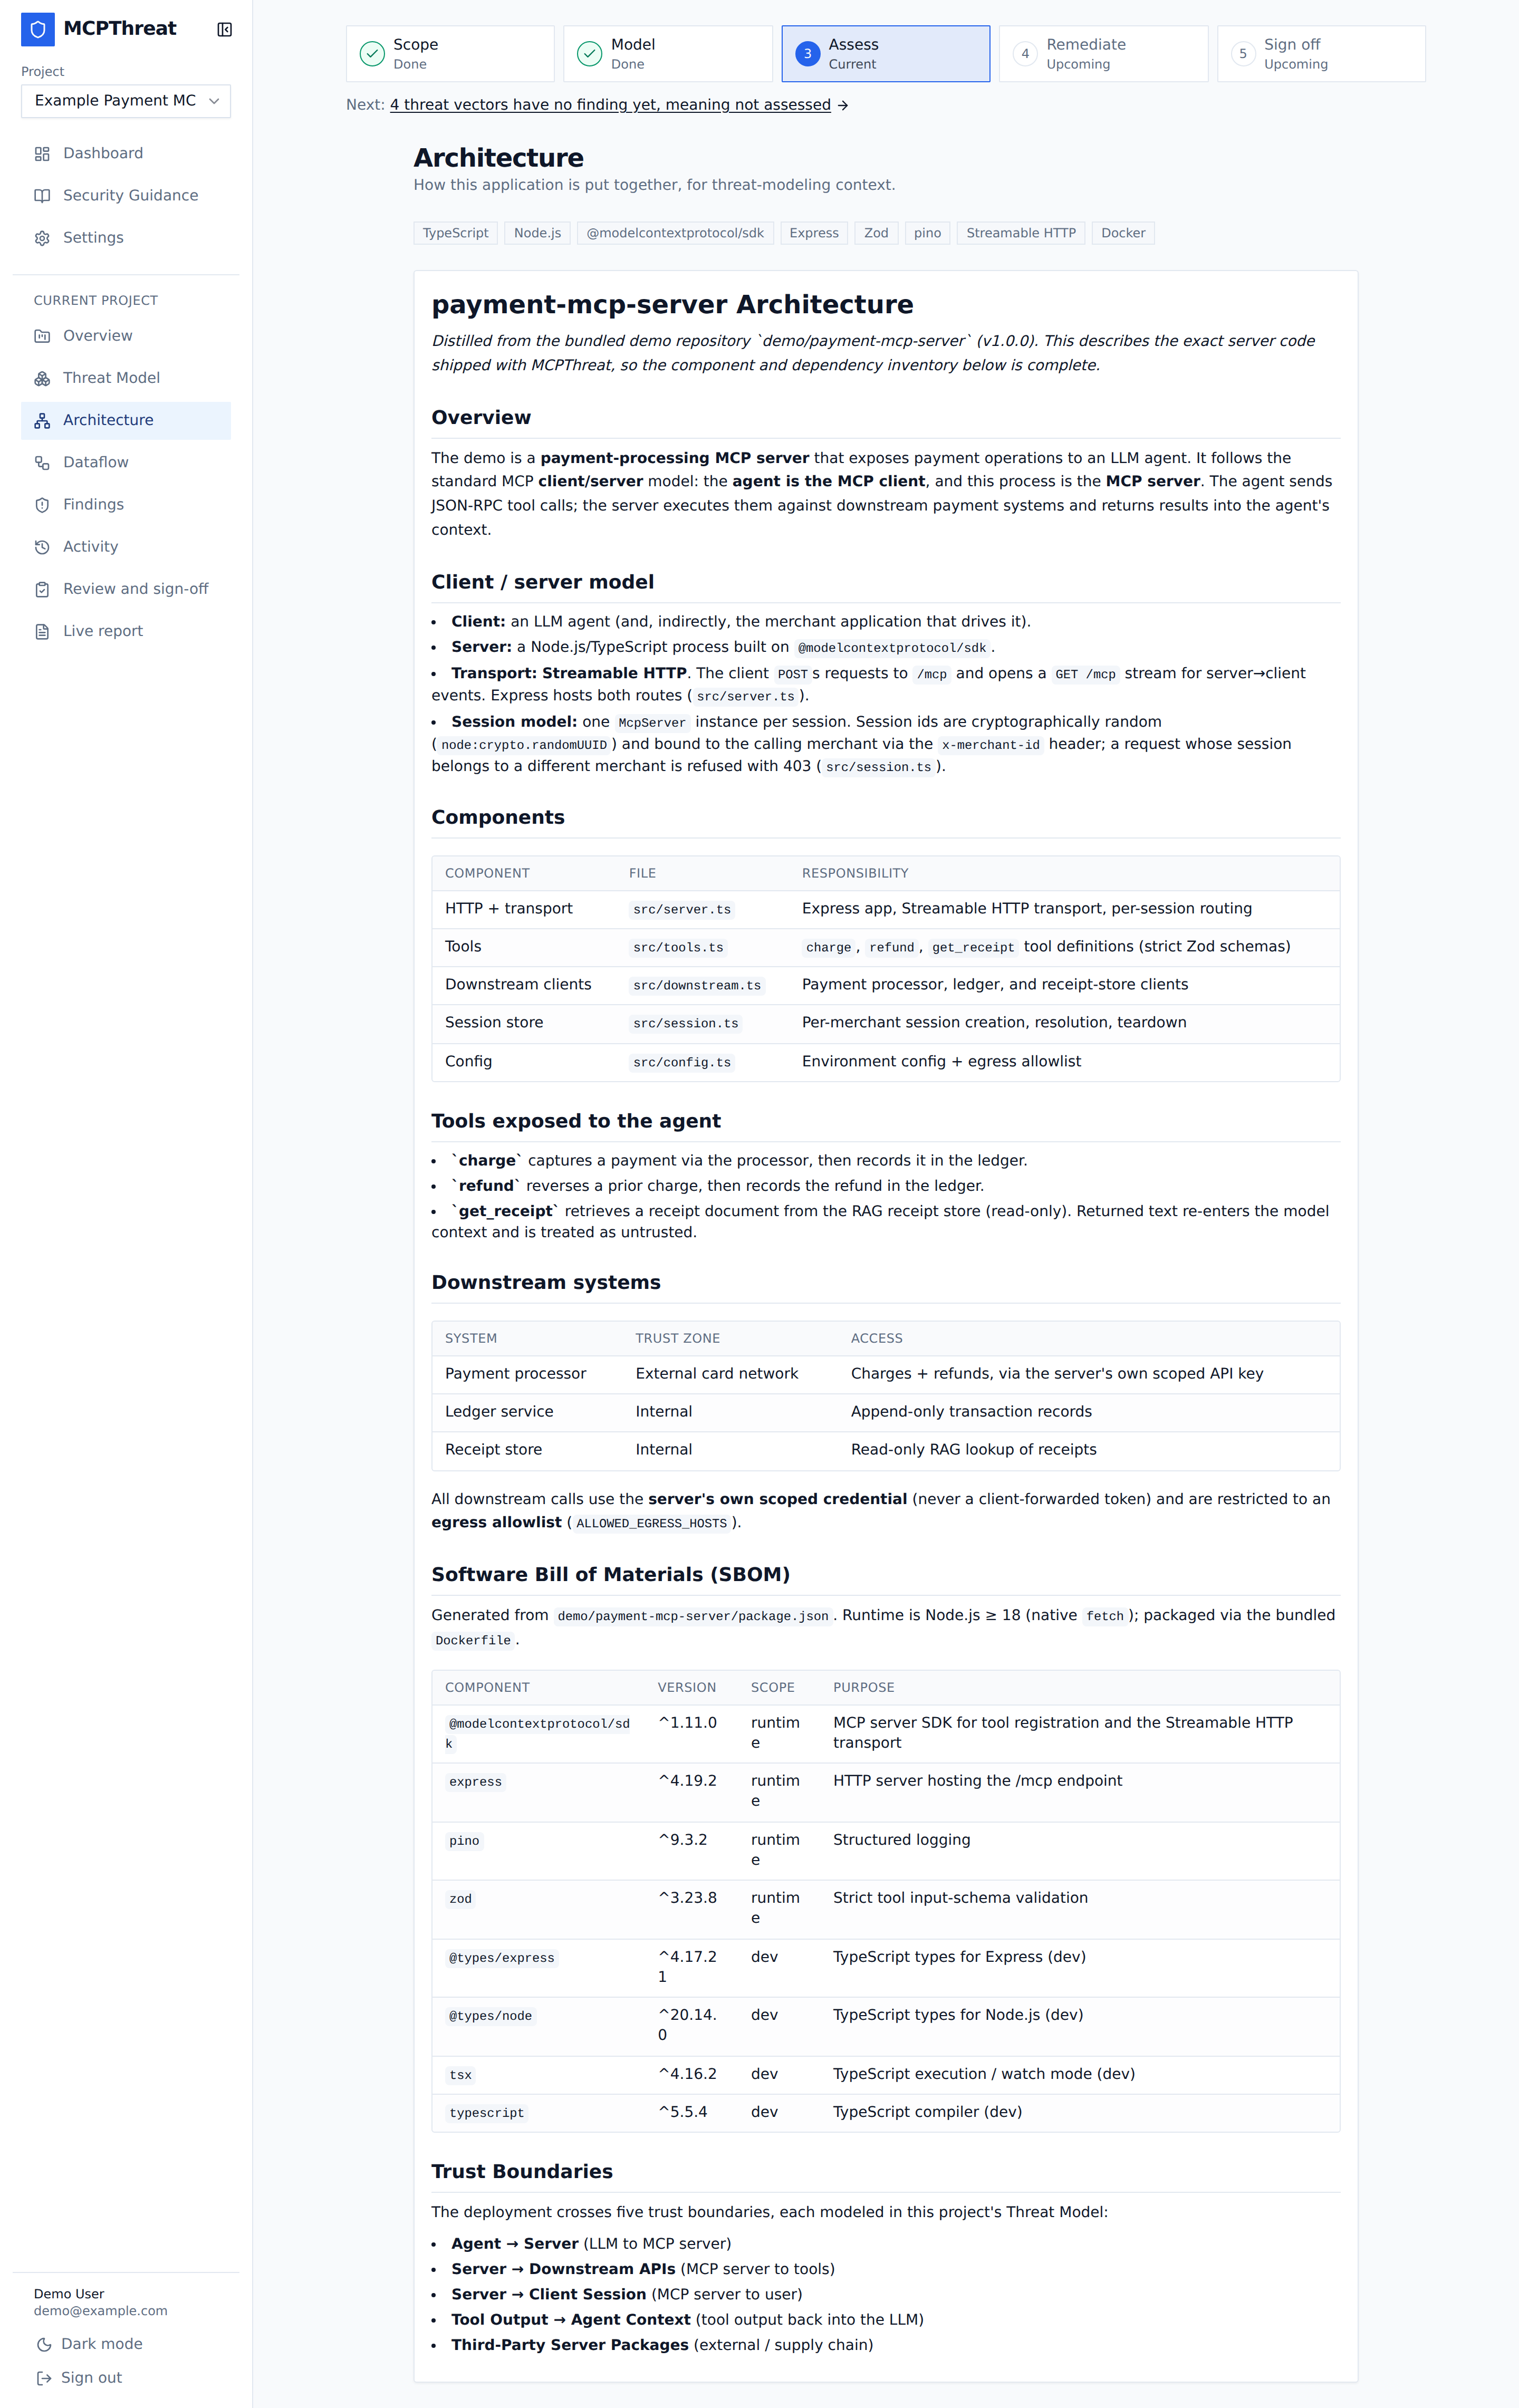 MCPThreat
Project
Example Payment MC
Dashboard
Security Guidance
Settings
CURRENT PROJECT
Overview
Threat Model
Architecture
Dataflow
Findings
Activity
Review and sign-off
Live report
Demo User
demo@example.com
Dark mode
Sign out
Scope
Done
Model
Done
3
Assess
Current
4
Remediate
Upcoming
5
Sign off
Upcoming
Next: 4 threat vectors have no finding yet, meaning not assessed →
Architecture
How this application is put together, for threat-modeling context.
TypeScript Node.js @modelcontextprotocol/sdk Express Zod pino Streamable HTTP Docker
payment-mcp-server Architecture
Distilled from the bundled demo repository `demo/payment-mcp-server` (v1.0.0). This describes the exact server code
shipped with MCPThreat, so the component and dependency inventory below is complete.
Overview
The demo is a payment-processing MCP server that exposes payment operations to an LLM agent. It follows the
standard MCP client/server model: the agent is the MCP client, and this process is the MCP server. The agent sends
JSON-RPC tool calls; the server executes them against downstream payment systems and returns results into the agent's
context.
Client / server model
• Client: an LLM agent (and, indirectly, the merchant application that drives it).
• Server: a Node.js/TypeScript process built on @modelcontextprotocol/sdk.
• Transport: Streamable HTTP. The client POST s requests to /mcp and opens a GET /mcp stream for server→client
events. Express hosts both routes ( src/server.ts ).
• Session model: one McpServer instance per session. Session ids are cryptographically random
( node:crypto.randomUUID ) and bound to the calling merchant via the x-merchant-id header; a request whose session
belongs to a different merchant is refused with 403 ( src/session.ts ).
Components
COMPONENT FILE RESPONSIBILITY
HTTP + transport src/server.ts Express app, Streamable HTTP transport, per-session routing
Tools src/tools.ts charge , refund , get_receipt tool definitions (strict Zod schemas)
Downstream clients src/downstream.ts Payment processor, ledger, and receipt-store clients
Session store src/session.ts Per-merchant session creation, resolution, teardown
Config src/config.ts Environment config + egress allowlist
Tools exposed to the agent
• `charge` captures a payment via the processor, then records it in the ledger.
• `refund` reverses a prior charge, then records the refund in the ledger.
• `get_receipt` retrieves a receipt document from the RAG receipt store (read-only). Returned text re-enters the model
context and is treated as untrusted.
Downstream systems
SYSTEM TRUST ZONE ACCESS
Payment processor External card network Charges + refunds, via the server's own scoped API key
Ledger service Internal Append-only transaction records
Receipt store Internal Read-only RAG lookup of receipts
All downstream calls use the server's own scoped credential (never a client-forwarded token) and are restricted to an
egress allowlist ( ALLOWED_EGRESS_HOSTS ).
Software Bill of Materials (SBOM)
Generated from demo/payment-mcp-server/package.json . Runtime is Node.js ≥ 18 (native fetch ); packaged via the bundled
Dockerfile .
COMPONENT VERSION SCOPE PURPOSE
@modelcontextprotocol/sd ^1.11.0 runtim MCP server SDK for tool registration and the Streamable HTTP
k e transport
express ^4.19.2 runtim HTTP server hosting the /mcp endpoint
e
pino ^9.3.2 runtim Structured logging
e
zod ^3.23.8 runtim Strict tool input-schema validation
e
@types/express ^4.17.2 dev TypeScript types for Express (dev)
1
@types/node ^20.14. dev TypeScript types for Node.js (dev)
0
tsx ^4.16.2 dev TypeScript execution / watch mode (dev)
typescript ^5.5.4 dev TypeScript compiler (dev)
Trust Boundaries
The deployment crosses five trust boundaries, each modeled in this project's Threat Model:
• Agent → Server (LLM to MCP server)
• Server → Downstream APIs (MCP server to tools)
• Server → Client Session (MCP server to user)
• Tool Output → Agent Context (tool output back into the LLM)
• Third-Party Server Packages (external / supply chain)